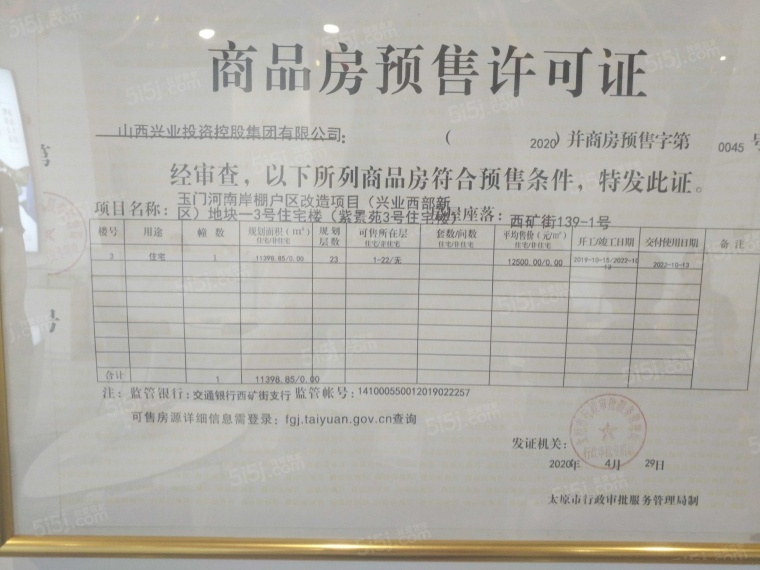 商品房预售许可证
山西兴业投资控股集团有限公司:
( 2020) 并商房预售字第 0045 号
经审查，以下所列商品房符合预售条件，特发此证。
项目名称: 玉门河南岸棚户区改造项目（兴业西部新
区）地块一3号住宅楼（紫景苑3号住宅楼）
座落: 西矿街139-1号
楼号 用途 幢数 规划面积(m²) 住宅/非住宅 规划层数 可售所在层 住宅/非住宅 套数/间数 住宅/非住宅 平均售价(元/m²) 住宅/非住宅 开工/竣工日期 交付使用日期 备注
3 住宅 1 11398.85/0.00 23 1-22/无 12500.00/0.00 2019-10-15/2022-10-13 2022-10-13
合计 1 11398.85/0.00
注: 监管银行: 交通银行西矿街支行 监管帐号: 141000550012019022257
可售房源详细信息需登录: fgj.taiyuan.gov.cn查询
发证机关:
2020年 4月 29日
太原市行政审批服务管理局制
号
515j.com